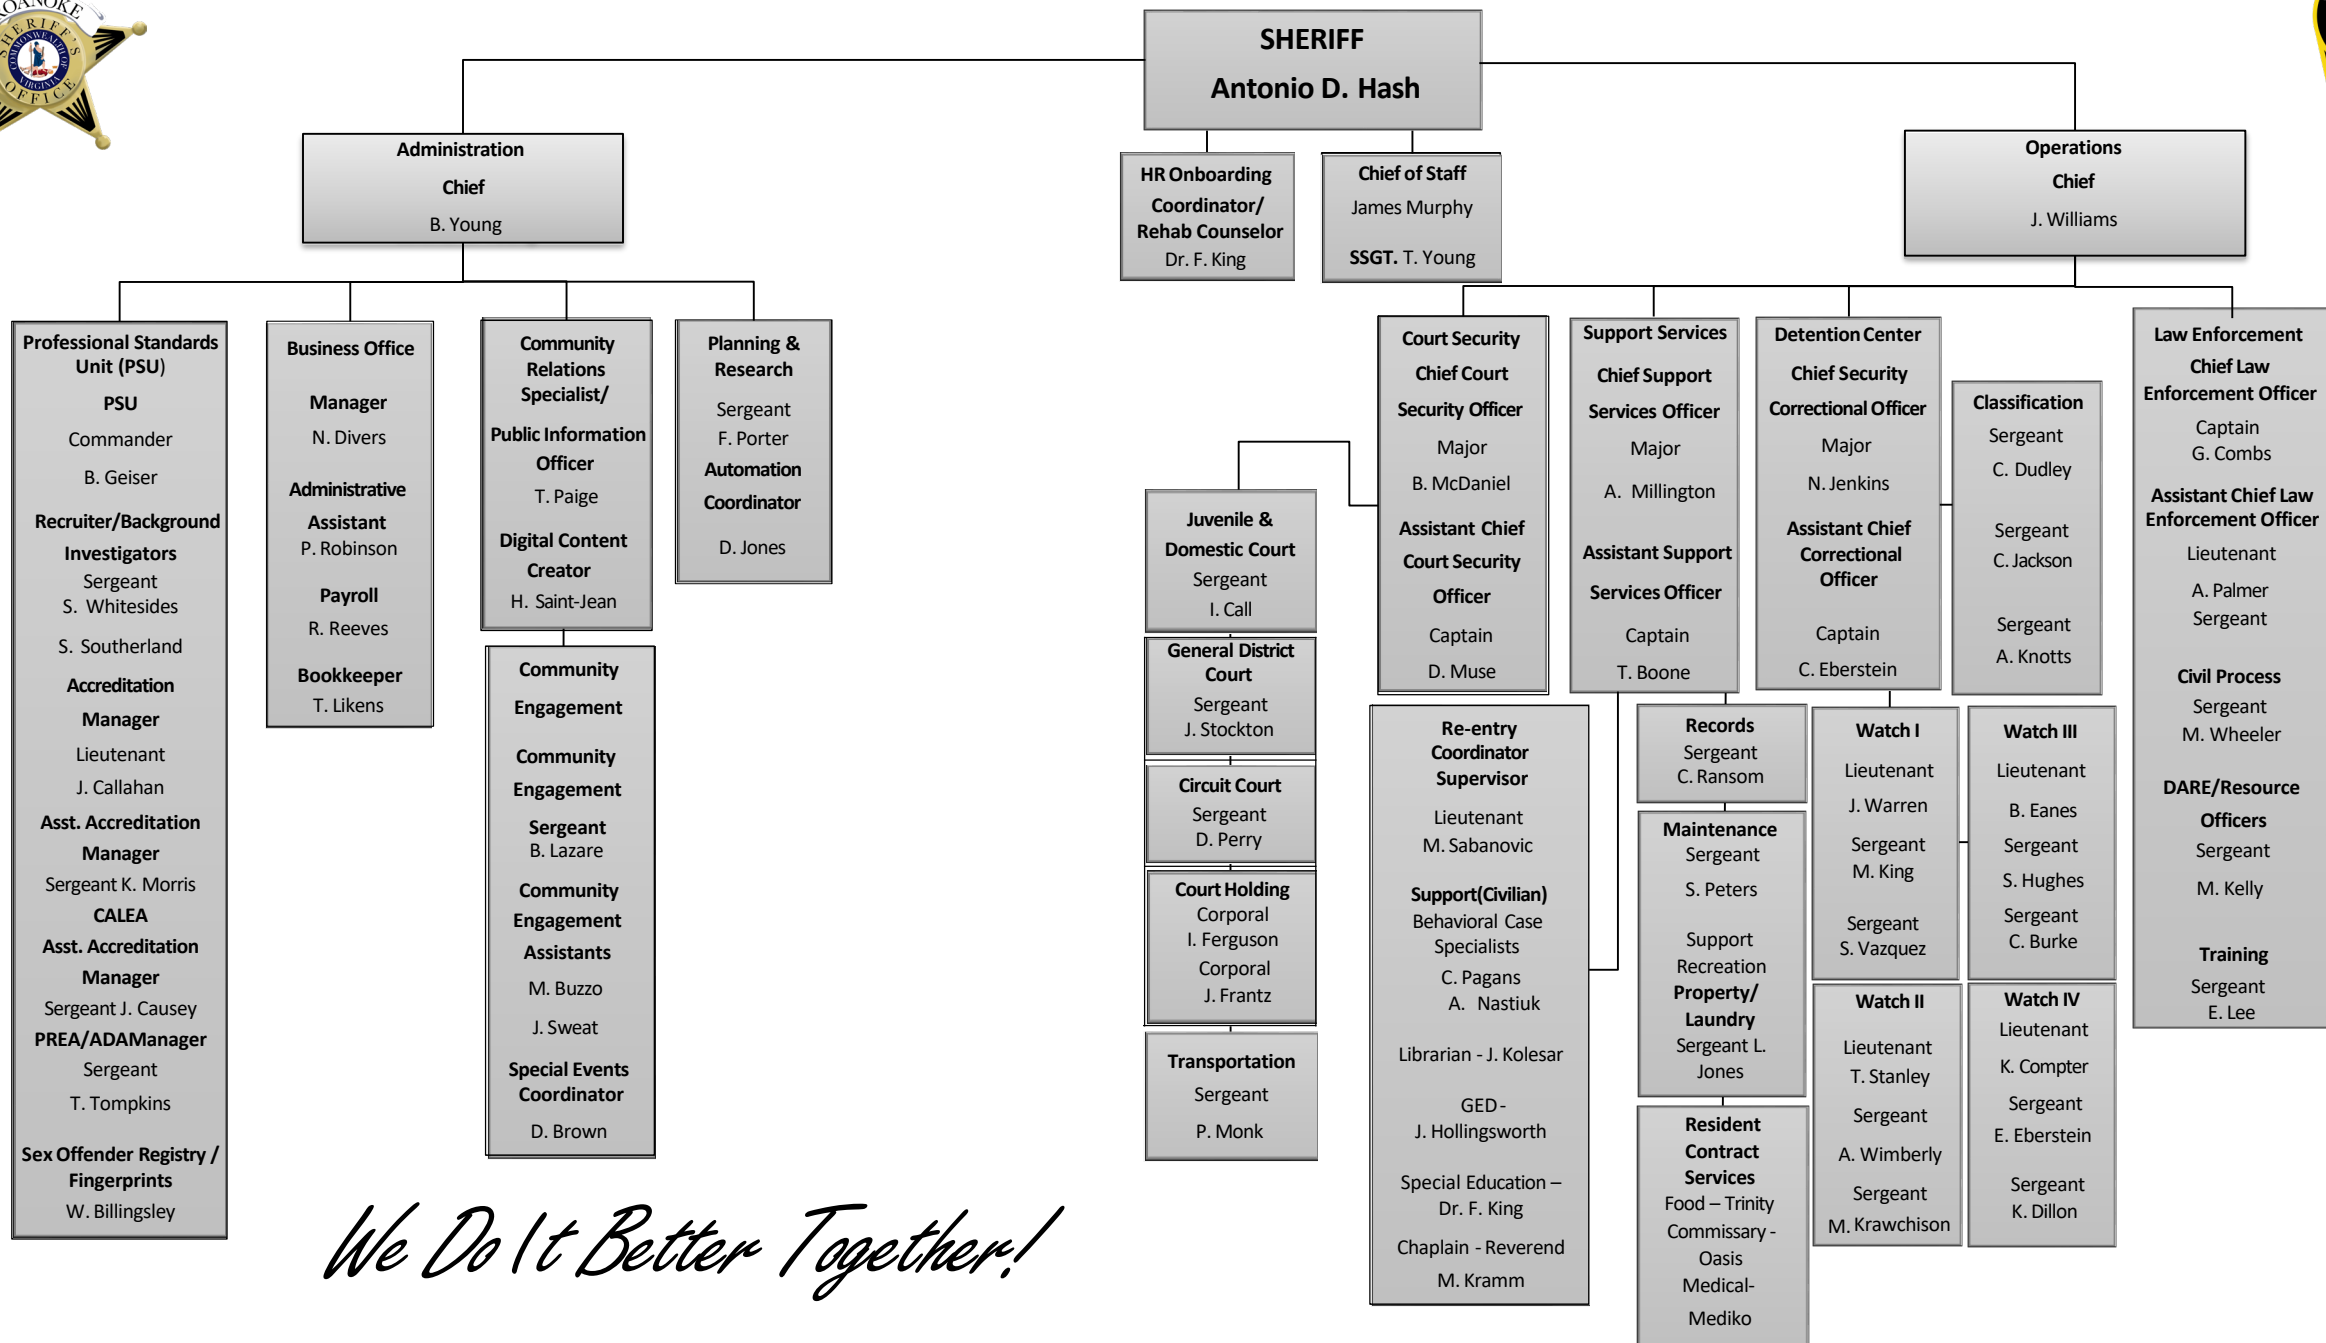 ROANOKE
SHERIFF'S
COMMONWEALTH OF
VIRGINIA
OFFICE
SHERIFF
Antonio D. Hash
Administration
Chief
B. Young
HR Onboarding
Coordinator/
Rehab Counselor
Dr. F. King
Chief of Staff
James Murphy
SSGT. T. Young
Operations
Chief
J. Williams
Professional Standards
Unit (PSU)
PSU
Commander
B. Geiser
Recruiter/Background
Investigators
Sergeant
S. Whitesides
S. Southerland
Accreditation
Manager
Lieutenant
J. Callahan
Asst. Accreditation
Manager
Sergeant K. Morris
CALEA
Asst. Accreditation
Manager
Sergeant J. Causey
PREA/ADAManager
Sergeant
T. Tompkins
Sex Offender Registry /
Fingerprints
W. Billingsley
Business Office
Manager
N. Divers
Administrative
Assistant
P. Robinson
Payroll
R. Reeves
Bookkeeper
T. Likens
Community
Relations
Specialist/
Public Information
Officer
T. Paige
Digital Content
Creator
H. Saint-Jean
Community
Engagement
Community
Engagement
Sergeant
B. Lazare
Community
Engagement
Assistants
M. Buzzo
J. Sweat
Special Events
Coordinator
D. Brown
Planning &
Research
Sergeant
F. Porter
Automation
Coordinator
D. Jones
Juvenile &
Domestic Court
Sergeant
I. Call
General District
Court
Sergeant
J. Stockton
Circuit Court
Sergeant
D. Perry
Court Holding
Corporal
I. Ferguson
Corporal
J. Frantz
Transportation
Sergeant
P. Monk
Court Security
Chief Court
Security Officer
Major
B. McDaniel
Assistant Chief
Court Security
Officer
Captain
D. Muse
Support Services
Chief Support
Services Officer
Major
A. Millington
Assistant Support
Services Officer
Captain
T. Boone
Re-entry
Coordinator
Supervisor
Lieutenant
M. Sabanovic
Support(Civilian)
Behavioral Case
Specialists
C. Pagans
A. Nastiuk
Librarian - J. Kolesar
GED -
J. Hollingsworth
Special Education –
Dr. F. King
Chaplain - Reverend
M. Kramm
Records
Sergeant
C. Ransom
Maintenance
Sergeant
S. Peters
Support
Recreation
Property/
Laundry
Sergeant L.
Jones
Resident
Contract
Services
Food – Trinity
Commissary -
Oasis
Medical-
Mediko
Detention Center
Chief Security
Correctional Officer
Major
N. Jenkins
Assistant Chief
Correctional
Officer
Captain
C. Eberstein
Classification
Sergeant
C. Dudley
Sergeant
C. Jackson
Sergeant
A. Knotts
Watch I
Lieutenant
J. Warren
Sergeant
M. King
Sergeant
S. Vazquez
Watch II
Lieutenant
T. Stanley
Sergeant
A. Wimberly
Sergeant
M. Krawchison
Watch III
Lieutenant
B. Eanes
Sergeant
S. Hughes
Sergeant
C. Burke
Watch IV
Lieutenant
K. Compter
Sergeant
E. Eberstein
Sergeant
K. Dillon
Law Enforcement
Chief Law
Enforcement Officer
Captain
G. Combs
Assistant Chief Law
Enforcement Officer
Lieutenant
A. Palmer
Sergeant
Civil Process
Sergeant
M. Wheeler
DARE/Resource
Officers
Sergeant
M. Kelly
Training
Sergeant
E. Lee
We Do It Better Together!